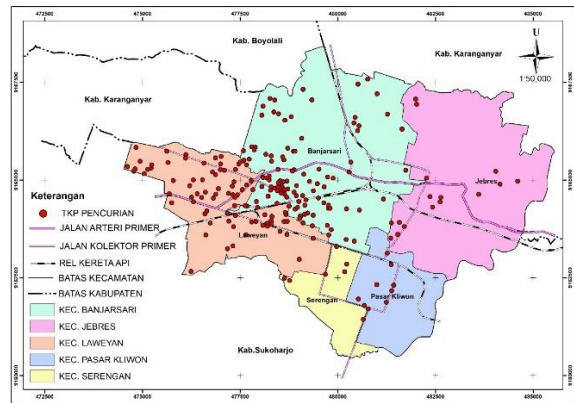 472500 475000 477500 480000 482500 485000
Kab. Boyolali
Kab. Karanganyar
U
1:50,000
Kab. Karanganyar
Banjarsari
Jebres
Laweyan
Serengan
Pasar Kliwon
Kab.Sukoharjo
Keterangan
TKP PENCURIAN
JALAN ARTERI PRIMER
JALAN KOLEKTOR PRIMER
REL KERETA API
BATAS KECAMATAN
BATAS KABUPATEN
KEC. BANJARSARI
KEC. JEBRES
KEC. LAWEYAN
KEC. PASAR KLIWON
KEC. SERENGAN
472500 475000 477500 480000 482500 485000